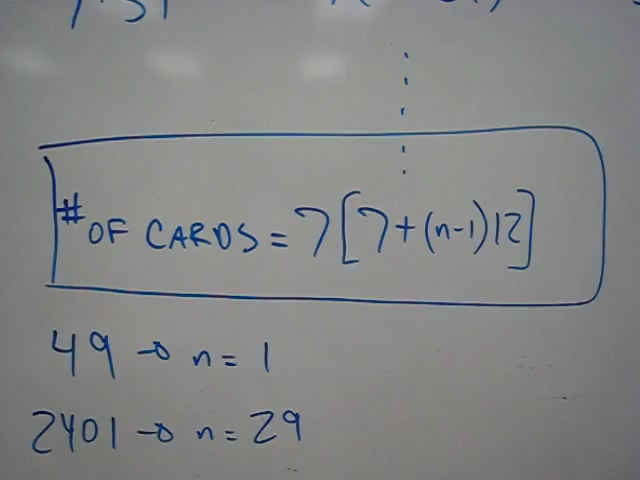 # OF CARDS = 7[7+(n-1)12]
49 → n = 1
2401 → n = 29